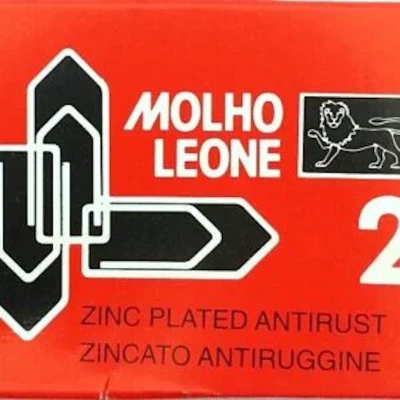 MOLHO
LEONE
2
ZINC PLATED ANTIRUST
ZINCATO ANTIRUGGINE